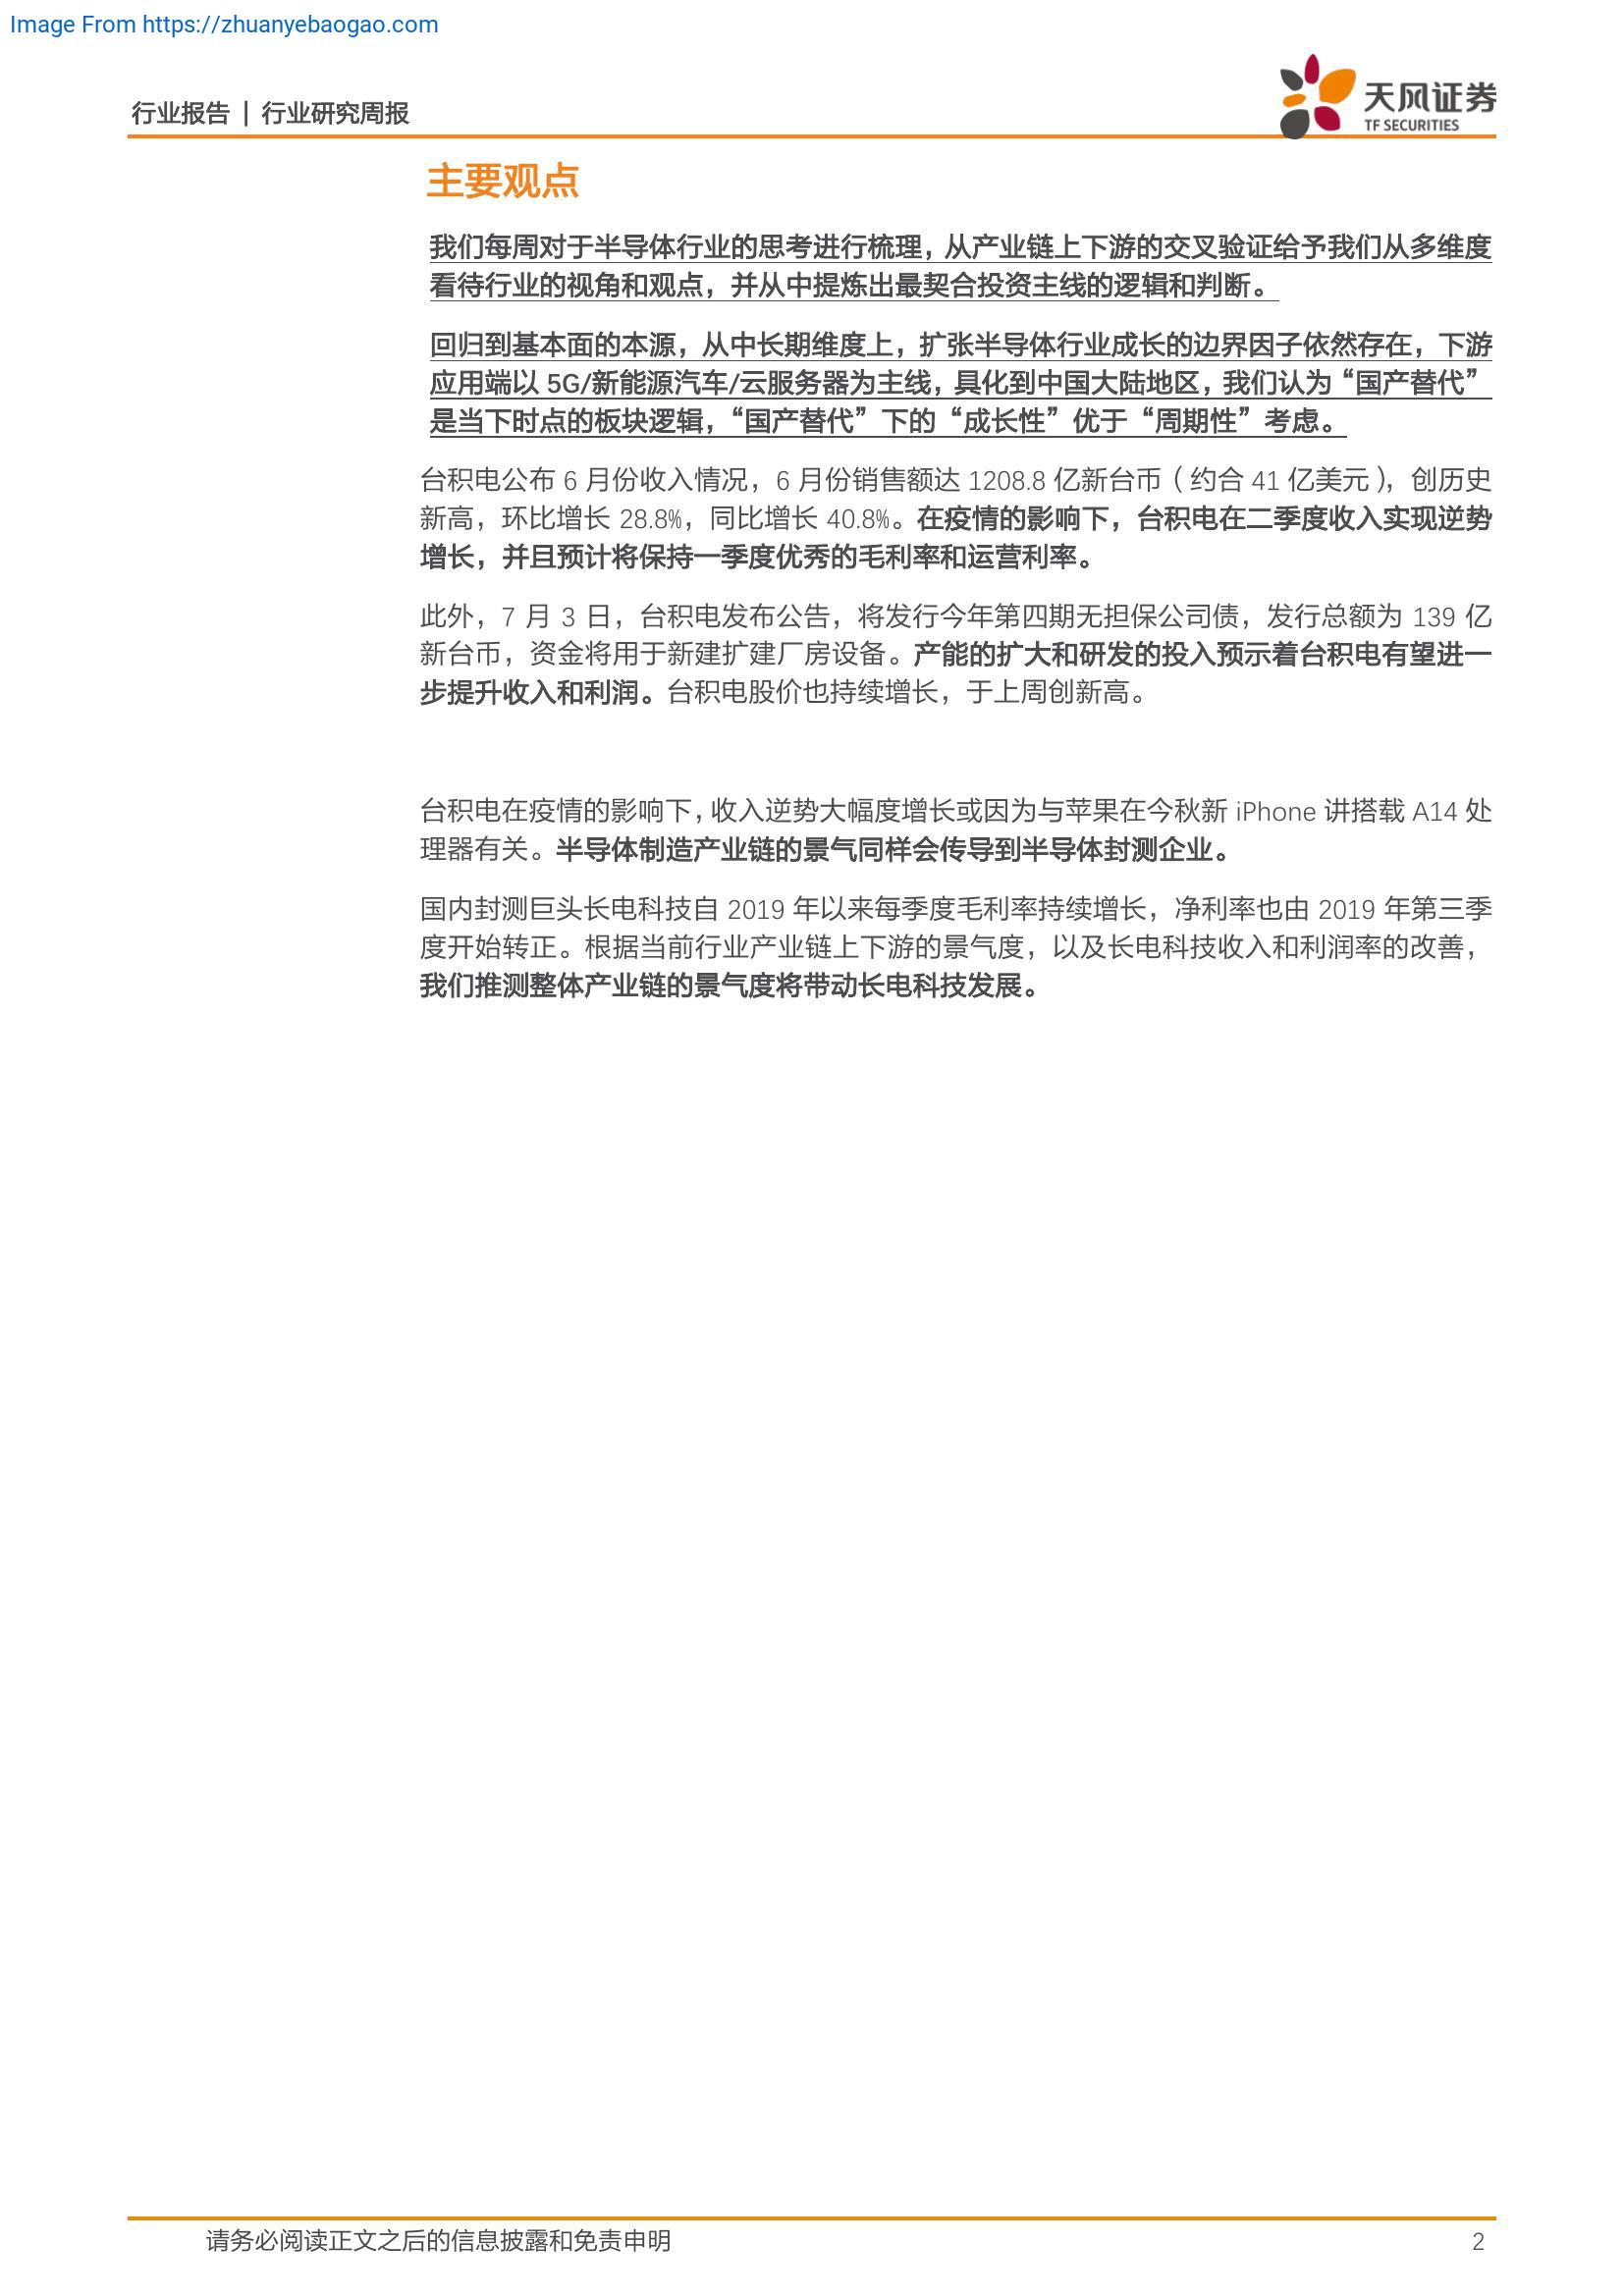 Image From https://zhuanyebaogao.com
行业报告 | 行业研究周报
天风证券
TF SECURITIES
主要观点
我们每周对于半导体行业的思考进行梳理，从产业链上下游的交叉验证给予我们从多维度
看待行业的视角和观点，并从中提炼出最契合投资主线的逻辑和判断。
回归到基本面的本源，从中长期维度上，扩张半导体行业成长的边界因子依然存在，下游
应用端以 5G/新能源汽车/云服务器为主线，具化到中国大陆地区，我们认为“国产替代”
是当下时点的板块逻辑，“国产替代”下的“成长性”优于“周期性”考虑。
台积电公布 6 月份收入情况，6 月份销售额达 1208.8 亿新台币（约合 41 亿美元），创历史
新高，环比增长 28.8%，同比增长 40.8%。在疫情的影响下，台积电在二季度收入实现逆势
增长，并且预计将保持一季度优秀的毛利率和运营利率。
此外，7 月 3 日，台积电发布公告，将发行今年第四期无担保公司债，发行总额为 139 亿
新台币，资金将用于新建扩建厂房设备。产能的扩大和研发的投入预示着台积电有望进一
步提升收入和利润。台积电股价也持续增长，于上周创新高。
台积电在疫情的影响下，收入逆势大幅度增长或因为与苹果在今秋新 iPhone 讲搭载 A14 处
理器有关。半导体制造产业链的景气同样会传导到半导体封测企业。
国内封测巨头长电科技自 2019 年以来每季度毛利率持续增长，净利率也由 2019 年第三季
度开始转正。根据当前行业产业链上下游的景气度，以及长电科技收入和利润率的改善，
我们推测整体产业链的景气度将带动长电科技发展。
请务必阅读正文之后的信息披露和免责申明
2